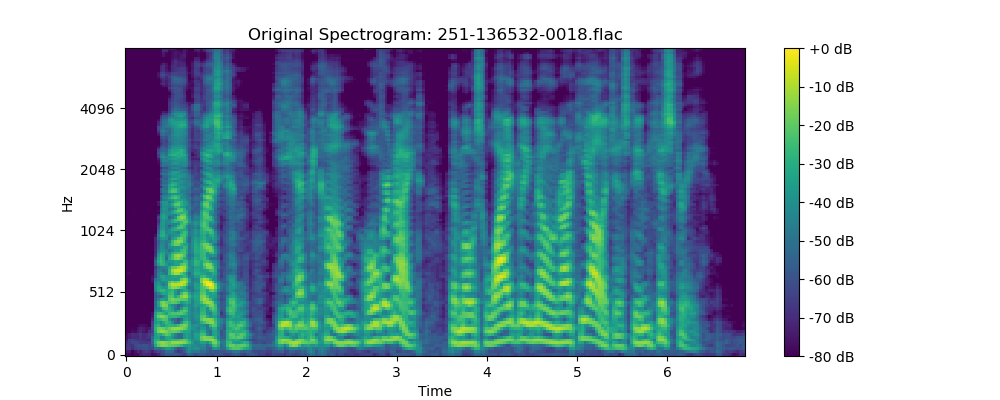 Original Spectrogram: 251-136532-0018.flac
Hz
4096
2048
1024
512
0
0 1 2 3 4 5 6
Time
+0 dB
-10 dB
-20 dB
-30 dB
-40 dB
-50 dB
-60 dB
-70 dB
-80 dB